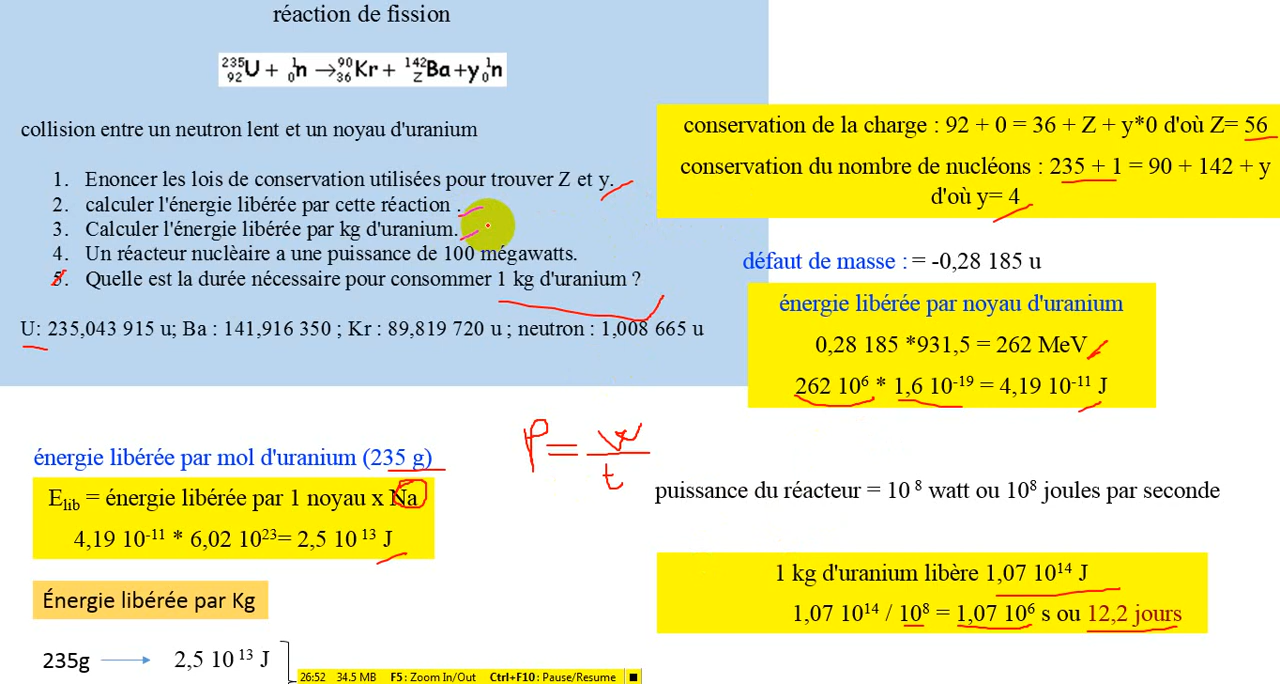 réaction de fission
²³⁵₉₂U + ¹₀n →⁹⁰₃₆Kr + ¹⁴²_ZBa+y¹₀n
collision entre un neutron lent et un noyau d'uranium
1. Enoncer les lois de conservation utilisées pour trouver Z et y.
2. calculer l'énergie libérée par cette réaction .
3. Calculer l'énergie libérée par kg d'uranium.
4. Un réacteur nuclèaire a une puissance de 100 mégawatts.
5. Quelle est la durée nécessaire pour consommer 1 kg d'uranium ?
U: 235,043 915 u; Ba : 141,916 350 ; Kr : 89,819 720 u ; neutron : 1,008 665 u
conservation de la charge : 92 + 0 = 36 + Z + y*0 d'où Z= 56
conservation du nombre de nucléons : 235 + 1 = 90 + 142 + y
d'où y= 4
défaut de masse : = -0,28 185 u
énergie libérée par noyau d'uranium
0,28 185 *931,5 = 262 MeV
262 10⁶ * 1,6 10⁻¹⁹ = 4,19 10⁻¹¹ J
énergie libérée par mol d'uranium (235 g)
E_lib = énergie libérée par 1 noyau x Na
4,19 10⁻¹¹ * 6,02 10²³= 2,5 10 ¹³ J
P = W
t
puissance du réacteur = 10 ⁸ watt ou 10⁸ joules par seconde
Énergie libérée par Kg
235g → 2,5 10 ¹³ J
1 kg d'uranium libère 1,07 10¹⁴ J
1,07 10¹⁴ / 10⁸ = 1,07 10⁶ s ou 12,2 jours
26:52 34.5 MB F5: Zoom In/Out Ctrl+F10: Pause/Resume